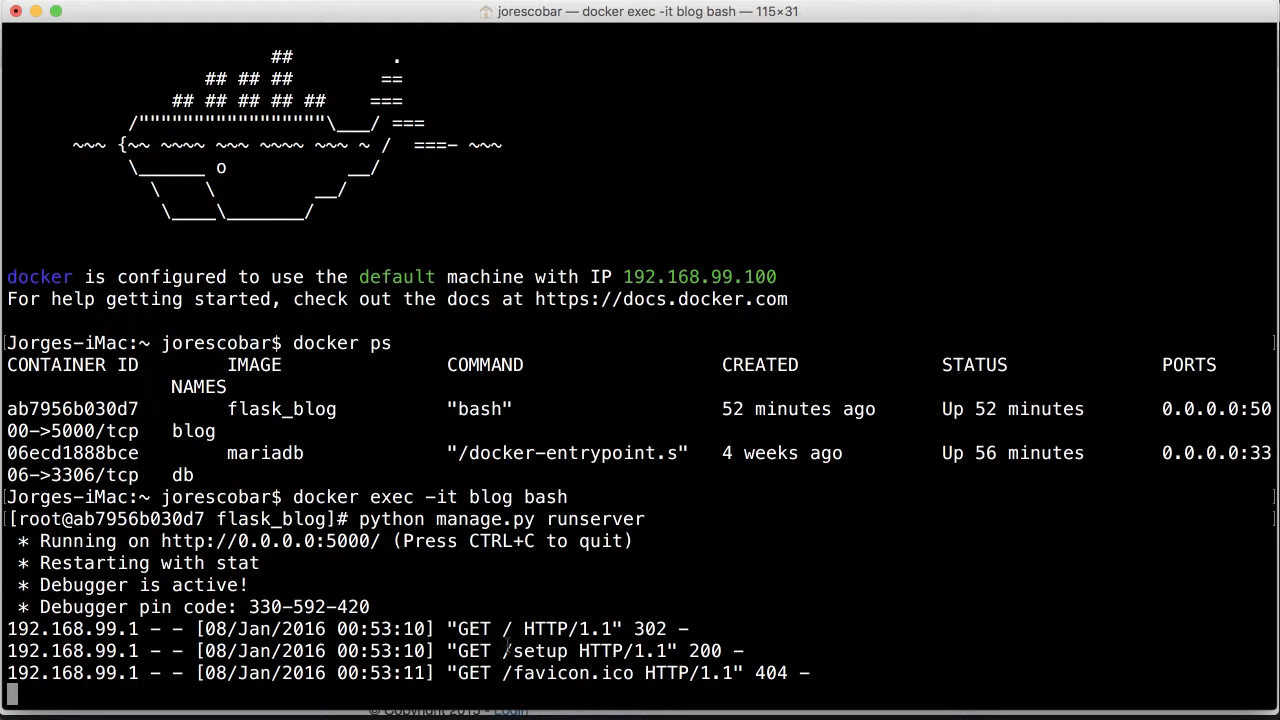 jorescobar — docker exec -it blog bash — 115×31
                        ##         .
                  ## ## ##        ==
               ## ## ## ## ##    ===
           /"""""""""""""""""\___/ ===
      ~~~ {~~ ~~~~ ~~~ ~~~~ ~~~ ~ /  ===- ~~~
           \______ o           __/
             \    \         __/
              \____\_______/
docker is configured to use the default machine with IP 192.168.99.100
For help getting started, check out the docs at https://docs.docker.com
[Jorges-iMac:~ jorescobar$ docker ps ]
CONTAINER ID        IMAGE               COMMAND                  CREATED             STATUS              PORTS
               NAMES
ab7956b030d7        flask_blog          "bash"                   52 minutes ago      Up 52 minutes       0.0.0.0:50
00->5000/tcp   blog
06ecd1888bce        mariadb             "/docker-entrypoint.s"   4 weeks ago         Up 56 minutes       0.0.0.0:33
06->3306/tcp   db
[Jorges-iMac:~ jorescobar$ docker exec -it blog bash ]
[[root@ab7956b030d7 flask_blog]# python manage.py runserver ]
 * Running on http://0.0.0.0:5000/ (Press CTRL+C to quit)
 * Restarting with stat
 * Debugger is active!
 * Debugger pin code: 330-592-420
192.168.99.1 - - [08/Jan/2016 00:53:10] "GET / HTTP/1.1" 302 -
192.168.99.1 - - [08/Jan/2016 00:53:10] "GET /setup HTTP/1.1" 200 -
192.168.99.1 - - [08/Jan/2016 00:53:11] "GET /favicon.ico HTTP/1.1" 404 -
© Copyright 2015 - Login